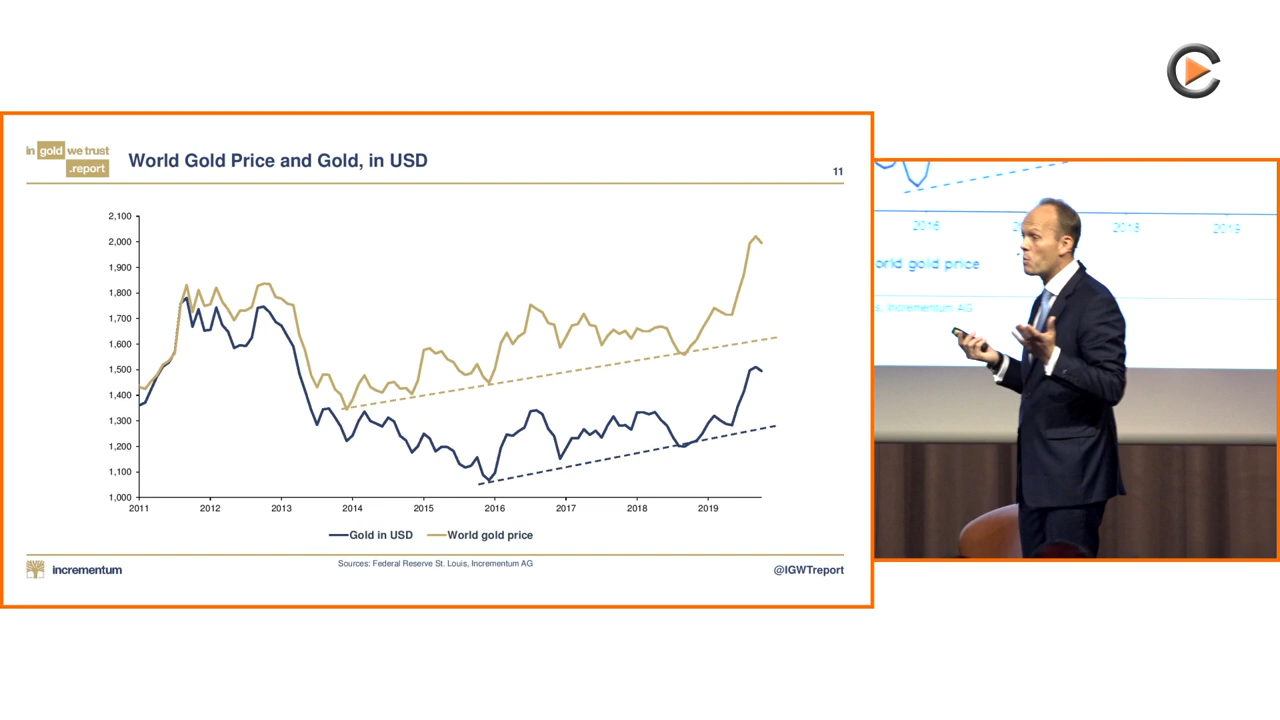 in gold we trust
.report
World Gold Price and Gold, in USD
11
2,100
2,000
1,900
1,800
1,700
1,600
1,500
1,400
1,300
1,200
1,100
1,000
2011 2012 2013 2014 2015 2016 2017 2018 2019
Gold in USD World gold price
Sources: Federal Reserve St. Louis, Incrementum AG
incrementum
@IGWTreport
2016 2018 2019
orld gold price
s, Incrementum AG